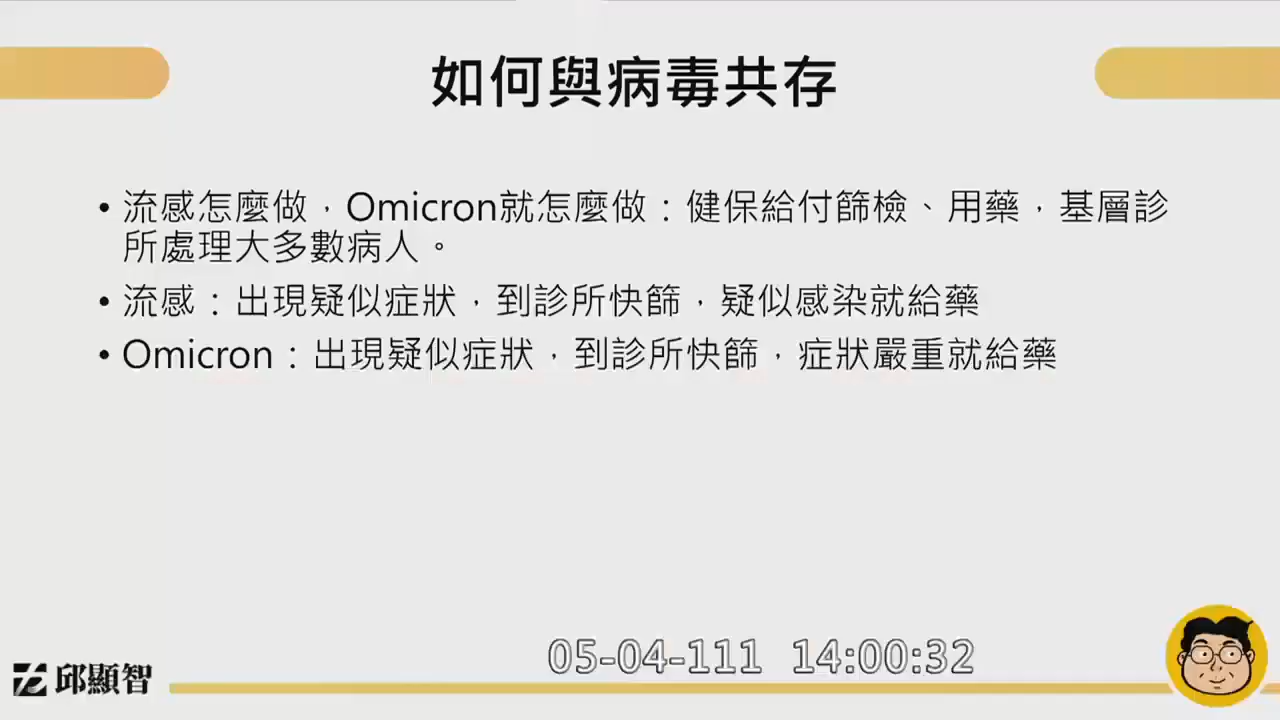 如何與病毒共存
• 流感怎麼做，Omicron就怎麼做：健保給付篩檢、用藥，基層診
所處理大多數病人。
• 流感：出現疑似症狀，到診所快篩，疑似感染就給藥
• Omicron：出現疑似症狀，到診所快篩，症狀嚴重就給藥
05-04-111 14:00:32
邱顯智